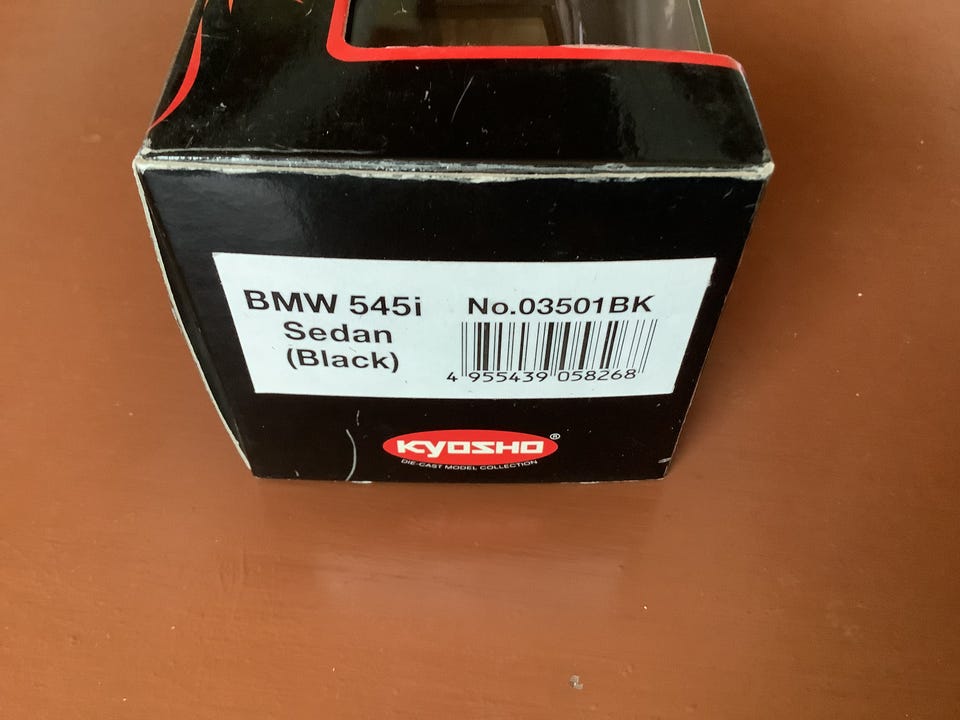 BMW 545i No.03501BK
Sedan
(Black)
4 955439 058268
KYOSHO®
DIE-CAST MODEL COLLECTION